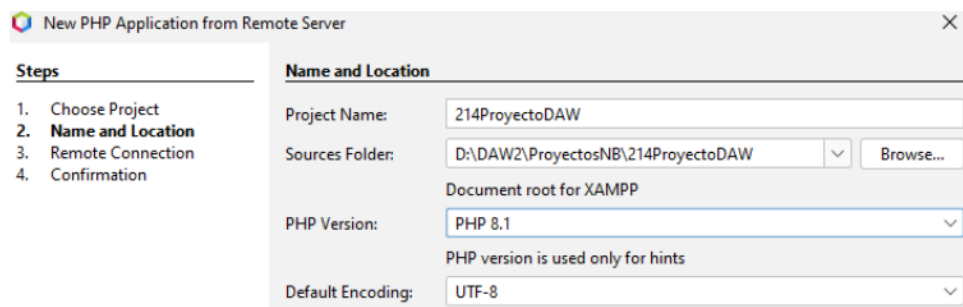 New PHP Application from Remote Server
Steps
1. Choose Project
2. Name and Location
3. Remote Connection
4. Confirmation
Name and Location
Project Name: 214ProyectoDAW
Sources Folder: D:\DAW2\ProyectosNB\214ProyectoDAW Browse...
Document root for XAMPP
PHP Version: PHP 8.1
PHP version is used only for hints
Default Encoding: UTF-8